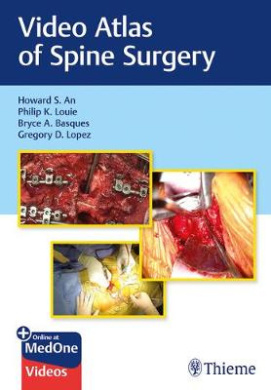 Video Atlas
of Spine Surgery
Howard S. An
Philip K. Louie
Bryce A. Basques
Gregory D. Lopez
+ Online at
MedOne
Videos
Thieme